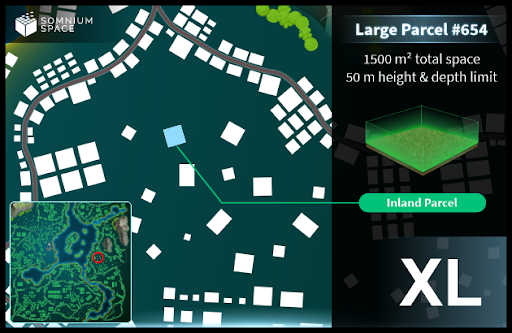 SOMNIUM
SPACE
Large Parcel #654
1500 m² total space
50 m height & depth limit
Inland Parcel
XL